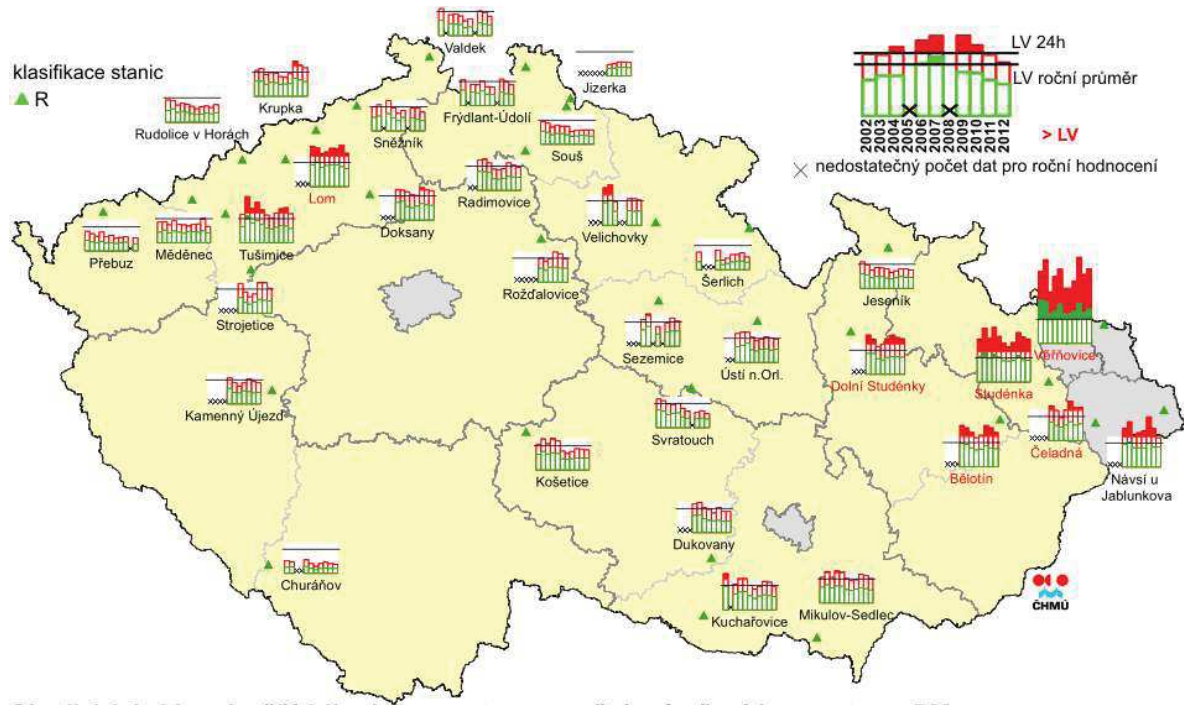 klasifikace stanic
R
Valdek
Jizerka
Krupka
Rudolice v Horách
Sněžník
Frýdlant-Údolí
Souš
Lom
Radimovice
Doksany
Velichovky
Přebuz
Měděnec
Tušimice
Šerlich
Strojetice
Rožďalovice
Jeseník
Sezemice
Ústí n.Orl.
Dolní Studénky
Studénka
Věřňovice
Kamenný Újezd
Svratouch
Košetice
Bělotín
Čeladná
Návsí u
Jablunkova
Dukovany
Churáňov
Kuchařovice
Mikulov-Sedlec
ČHMÚ
LV 24h
LV roční průměr
2002
2003
2004
2005
2006
2007
2008
2009
2010
2011
2012
> LV
nedostatečný počet dat pro roční hodnocení